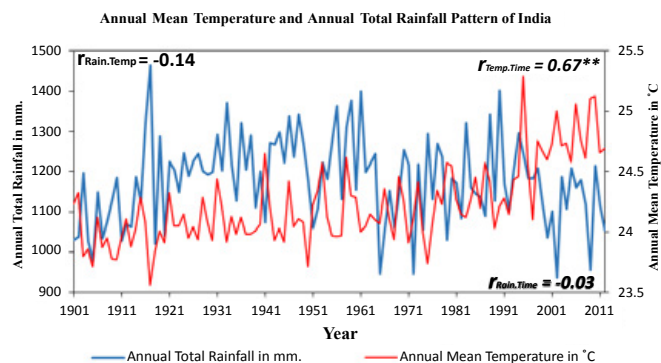 Annual Mean Temperature and Annual Total Rainfall Pattern of India
1500
1400
1300
1200
1100
1000
900
Annual Total Rainfall in mm.
25.5
25
24.5
24
23.5
Annual Mean Temperature in ˚C
rRain.Temp = -0.14
rTemp.Time = 0.67**
rRain.Time = -0.03
1901 1911 1921 1931 1941 1951 1961 1971 1981 1991 2001 2011
Year
Annual Total Rainfall in mm. Annual Mean Temperature in ˚C